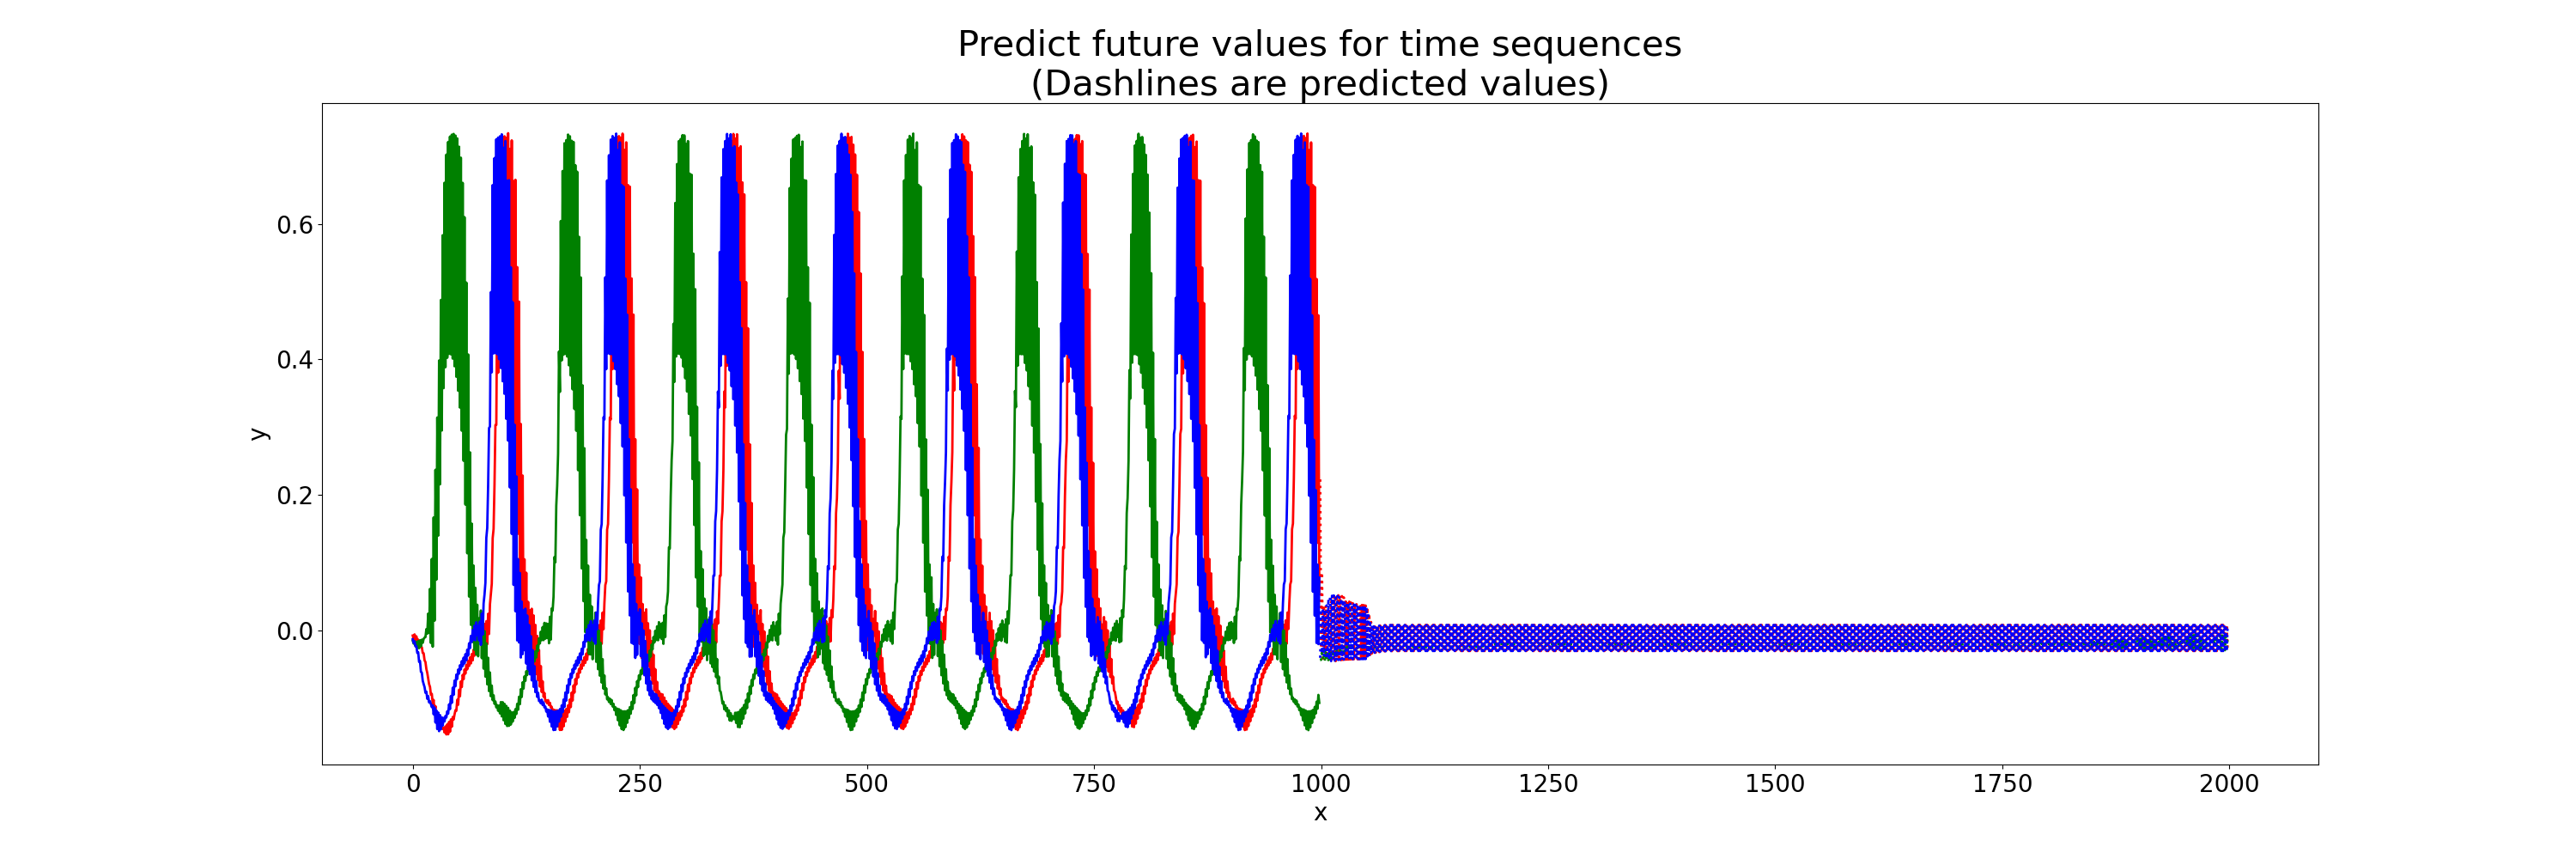 Predict future values for time sequences
(Dashlines are predicted values)
y
0.6
0.4
0.2
0.0
0 250 500 750 1000 1250 1500 1750 2000
x